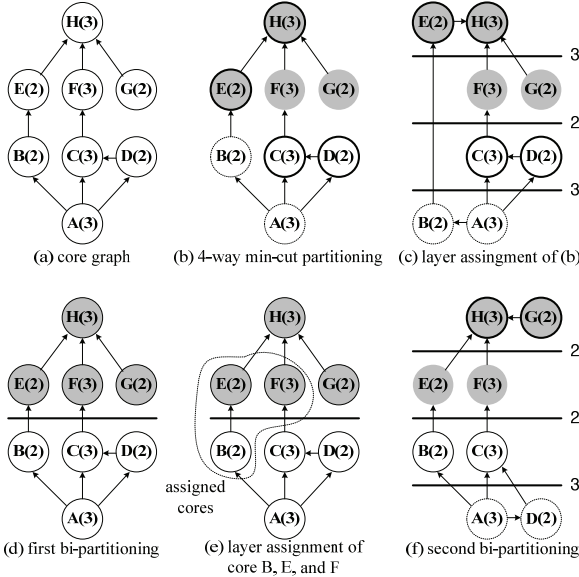 H(3) H(3) E(2) H(3)
3
E(2) F(3) G(2) E(2) F(3) G(2) F(3) G(2)
2
B(2) C(3) D(2) B(2) C(3) D(2) C(3) D(2)
3
A(3) A(3) B(2) A(3)
(a) core graph (b) 4-way min-cut partitioning (c) layer assingment of (b)
H(3) H(3) H(3) G(2)
2
E(2) F(3) G(2) E(2) F(3) G(2) E(2) F(3)
2
B(2) C(3) D(2) B(2) C(3) D(2) B(2) C(3)
assigned
cores
3
A(3) A(3) A(3) D(2)
(d) first bi-partitioning (e) layer assignment of (f) second bi-partitioning
core B, E, and F